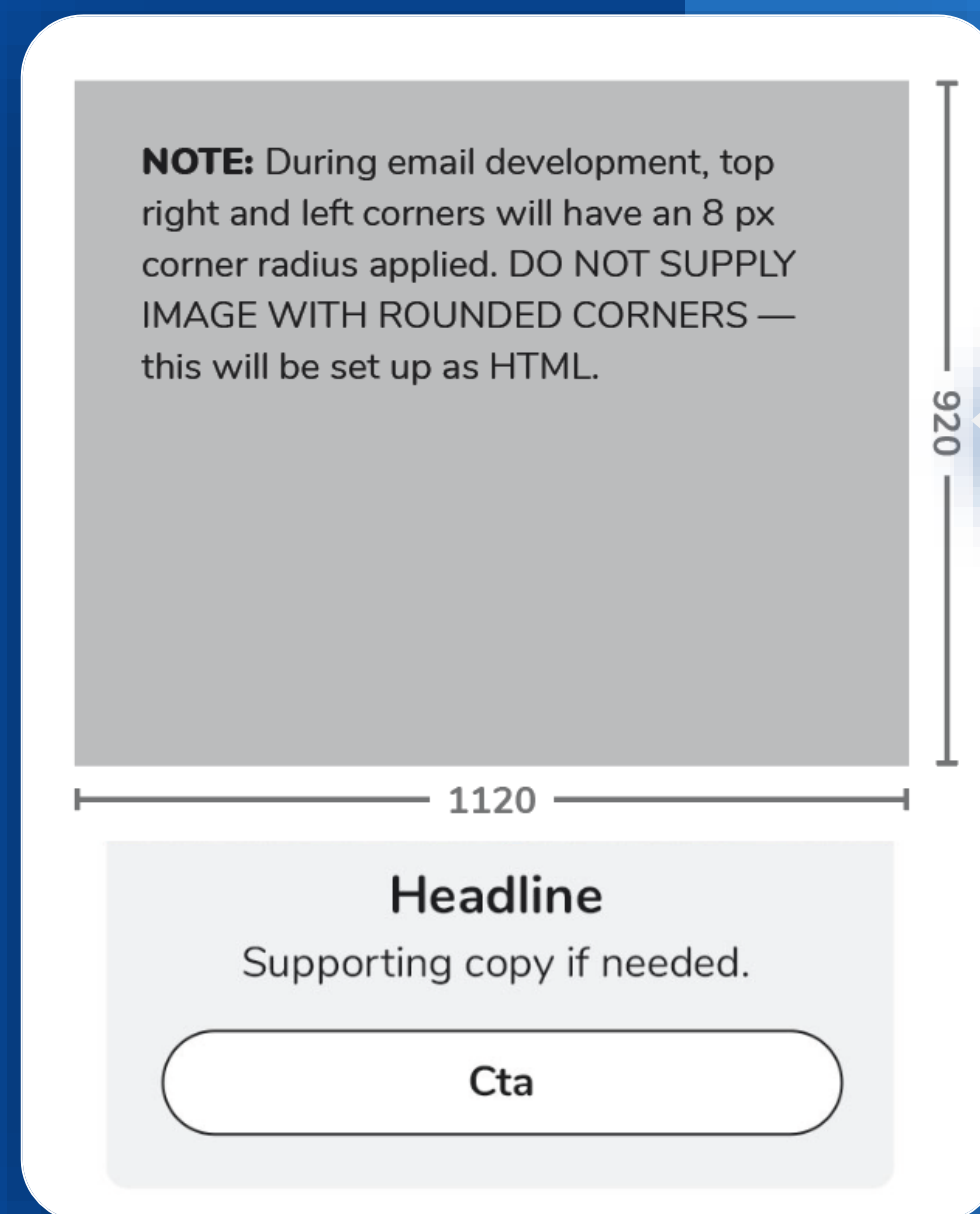 NOTE: During email development, top
right and left corners will have an 8 px
corner radius applied. DO NOT SUPPLY
IMAGE WITH ROUNDED CORNERS —
this will be set up as HTML.
920
1120
Headline
Supporting copy if needed.
Cta